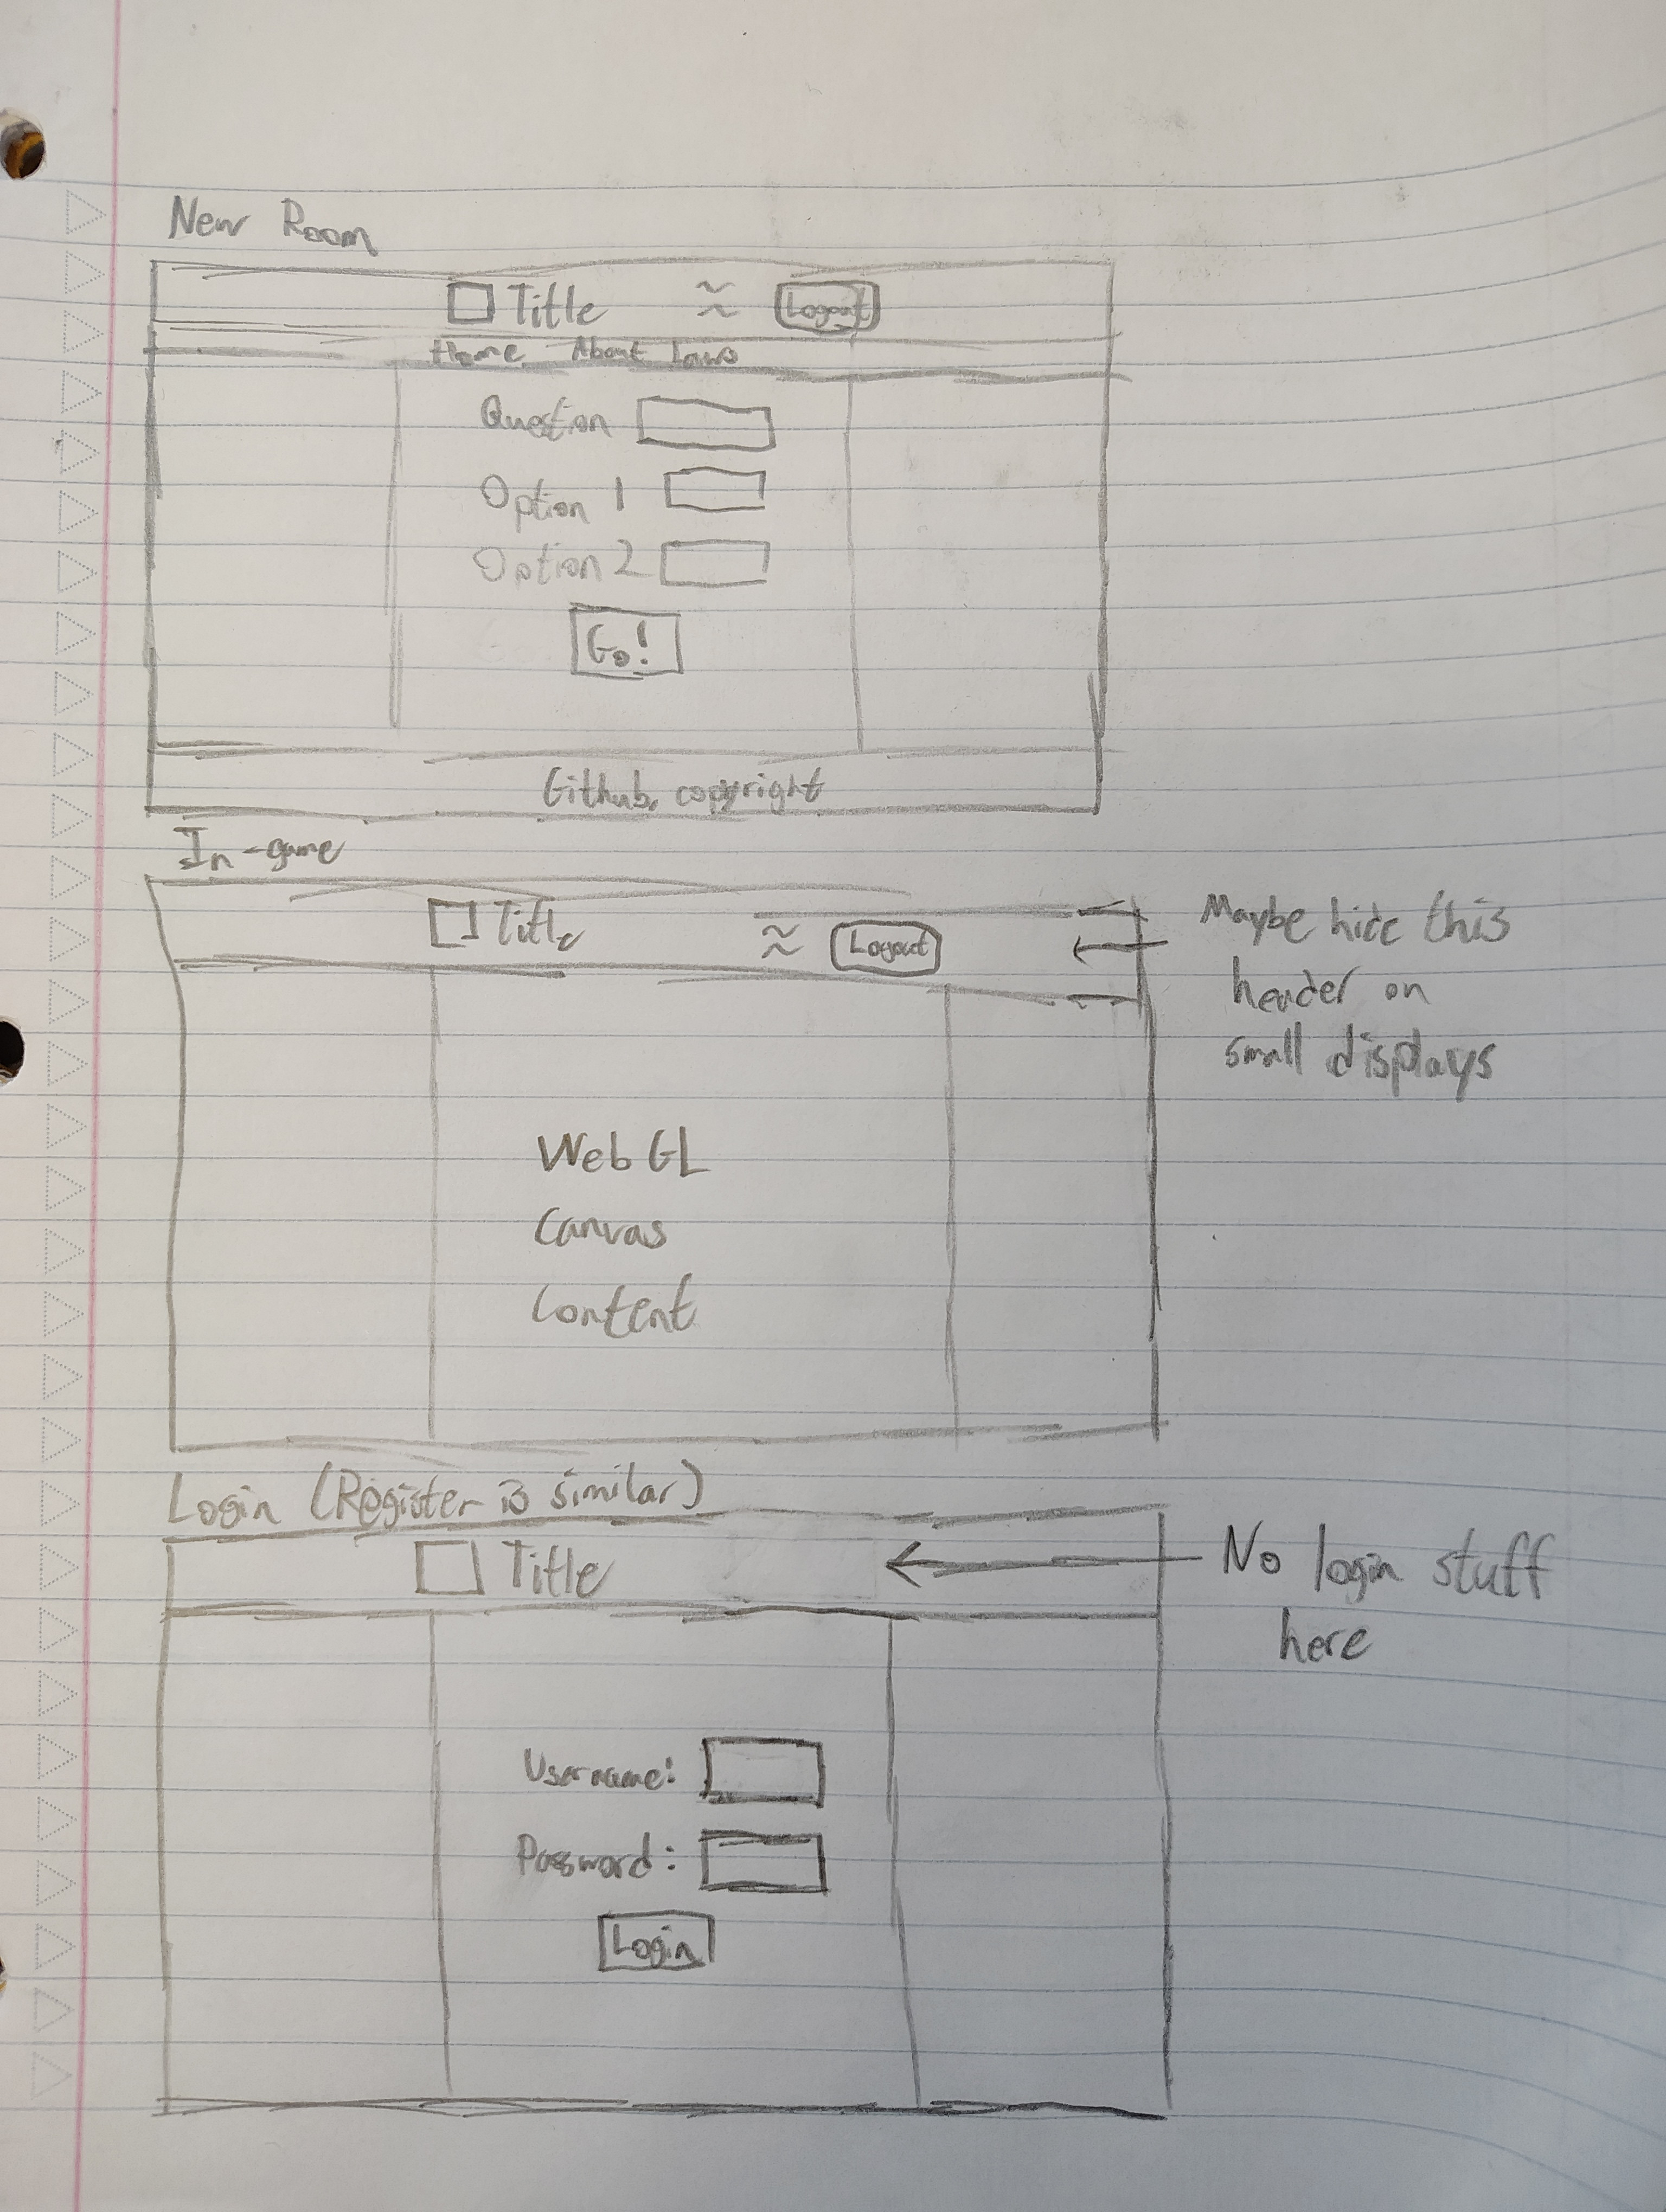 New Room
Title Logout
Home About
Question
Option 1
Option 2
Go!
Github, copyright
In-game
Title Logout
Maybe hide this
header on
small displays
WebGL
Canvas
Content
Login (Register is similar)
Title
No login stuff
here
Username:
Password:
Login